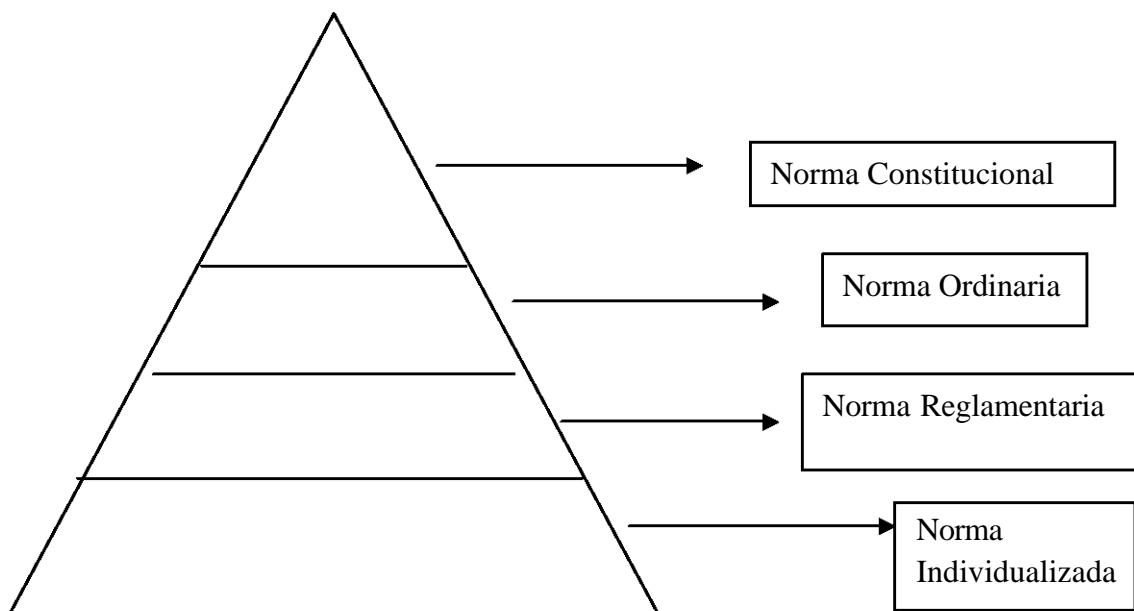 Norma Constitucional
Norma Ordinaria
Norma Reglamentaria
Norma
Individualizada